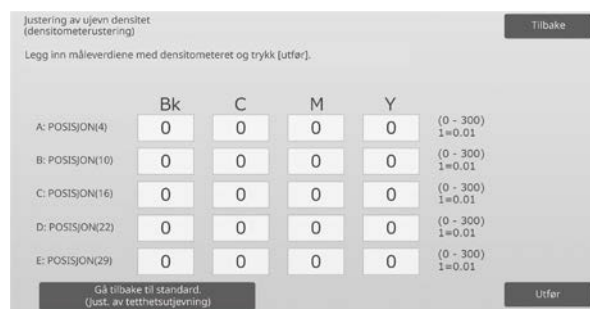 Justering av ujevn densitet
(densitometerustering)
Tilbake
Legg inn måleverdiene med densitometeret og trykk [utfør].
Bk C M Y
A: POSISJON(4) 0 0 0 0 (0 - 300)
1=0.01
B: POSISJON(10) 0 0 0 0 (0 - 300)
1=0.01
C: POSISJON(16) 0 0 0 0 (0 - 300)
1=0.01
D: POSISJON(22) 0 0 0 0 (0 - 300)
1=0.01
E: POSISJON(29) 0 0 0 0 (0 - 300)
1=0.01
Gå tilbake til standard.
(Just. av tetthetsutjevning)
Utfør